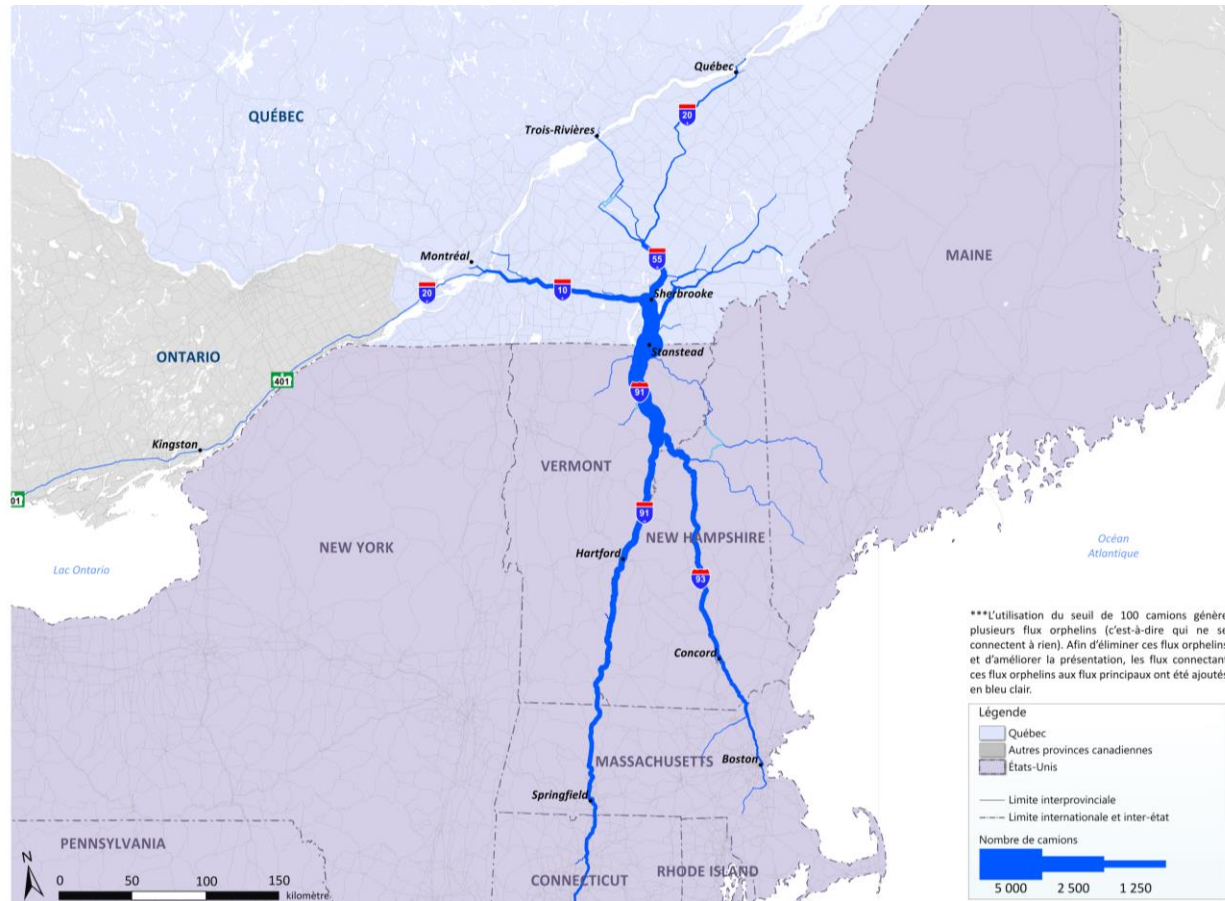 Québec
QUÉBEC
20
Trois-Rivières
MAINE
Montréal
55
20
10
Sherbrooke
ONTARIO
Stanstead
401
91
Kingston
VERMONT
01
91
NEW YORK
NEW HAMPSHIRE
Hartford
Océan
Atlantique
Lac Ontario
93
***L'utilisation du seuil de 100 camions génère
plusieurs flux orphelins (c'est-à-dire qui ne se
connectent à rien). Afin d'éliminer ces flux orphelins
et d'améliorer la présentation, les flux connectan
ces flux orphelins aux flux principaux ont été ajoutés
en bleu clair.
Concord
Légende
Québec
Autres provinces canadiennes
États-Unis
Limite interprovinciale
Limite internationale et inter-état
Nombre de camions
5 000 2 500 1 250
MASSACHUSETTS
Boston
Springfield
PENNSYLVANIA
RHODE ISLAND
CONNECTICUT
N
0 50 100 150
kilomètre